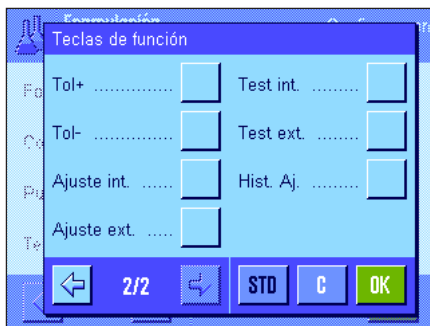 Formulación
Teclas de función
Tol+ ...............
Test int. .........
Tol- ...............
Test ext. .........
Ajuste int. ......
Hist. Aj. .........
Ajuste ext. .....
2/2
STD
C
OK